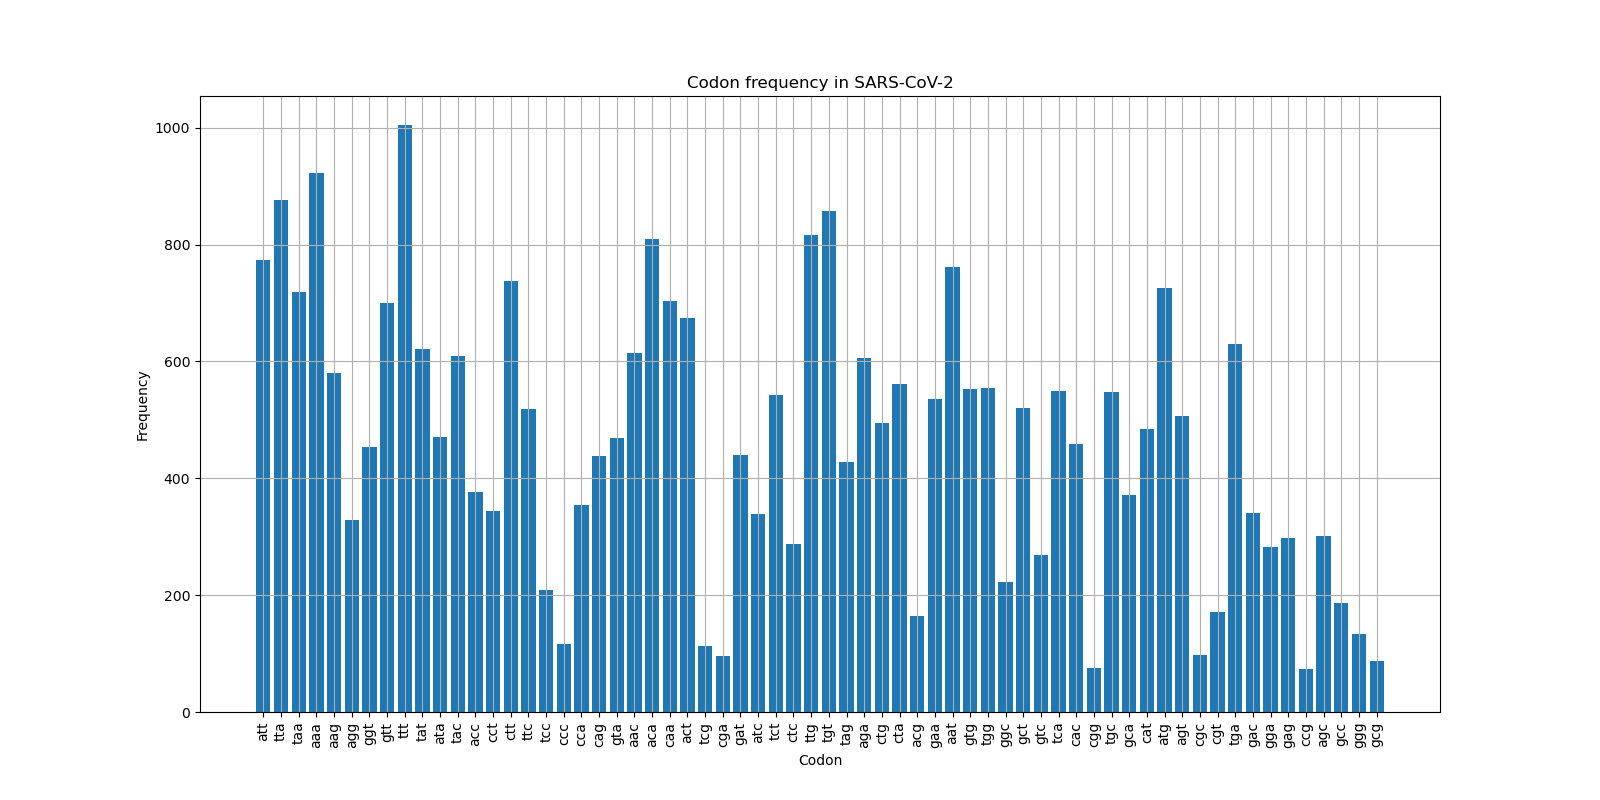 Codon frequency in SARS-CoV-2
1000
800
600
400
200
0
Frequency
att tta taa aaa aag agg ggt gtt ttt tat ata tac acc cct ctt ttc tcc ccc cca cag gta aac aca caa act tcg cga gat atc tct ctc ttg tgt tag aga ctg cta acg gaa aat gtg tgg ggc gct gtc tca cac cgg tgc gca cat atg agt cgc cgt tga gac gga gag ccg agc gcc ggg gcg
Codon